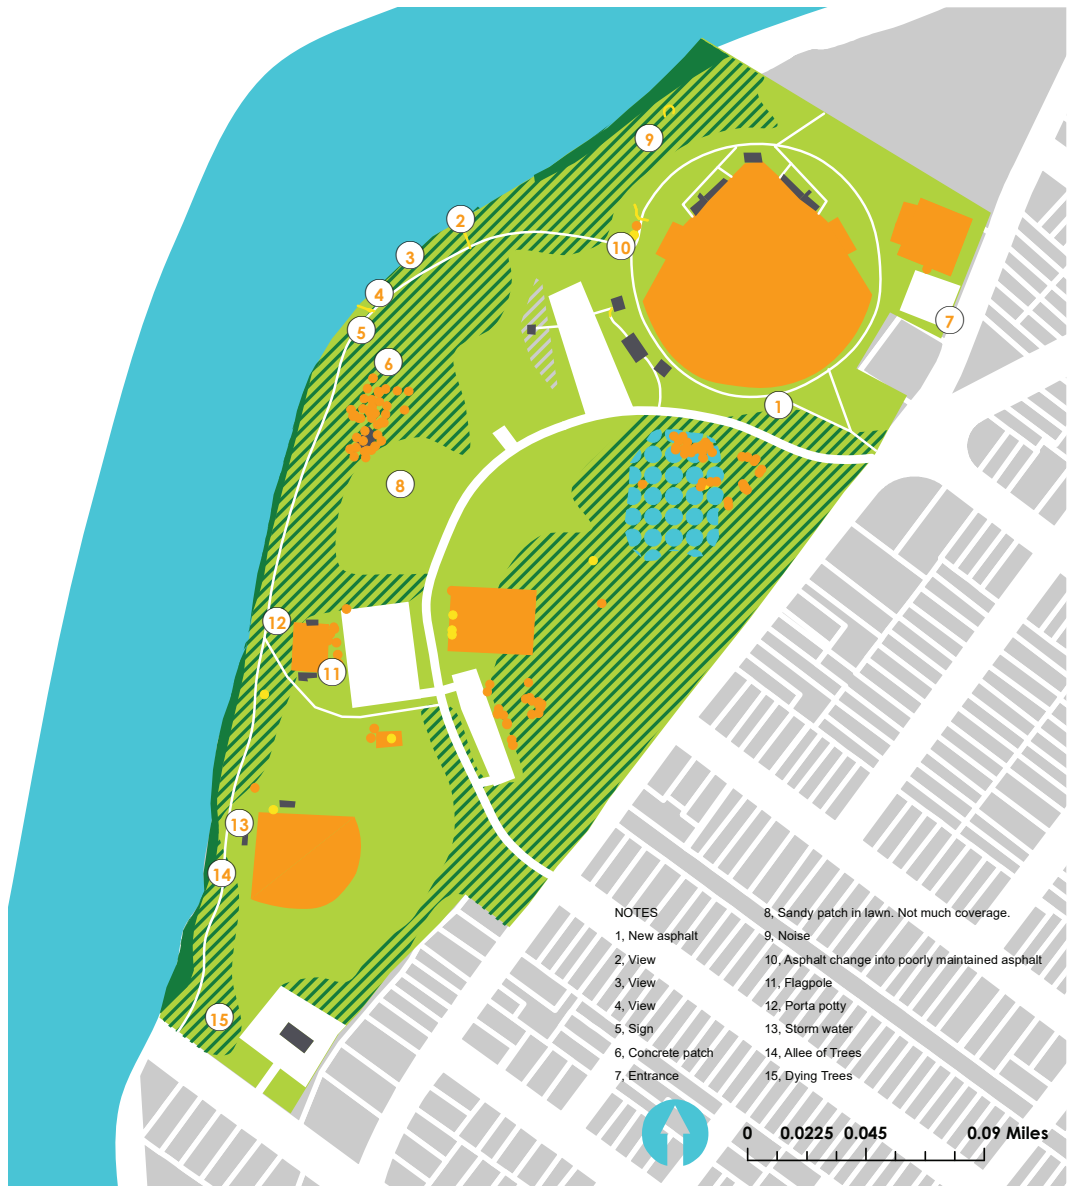 9
2
10
3
4
7
5
6
1
8
12
11
13
14
15
NOTES
1, New asphalt
2, View
3, View
4, View
5, Sign
6, Concrete patch
7, Entrance
8, Sandy patch in lawn. Not much coverage.
9, Noise
10, Asphalt change into poorly maintained asphalt
11, Flagpole
12, Porta potty
13, Storm water
14, Allee of Trees
15, Dying Trees
0 0.0225 0.045 0.09 Miles